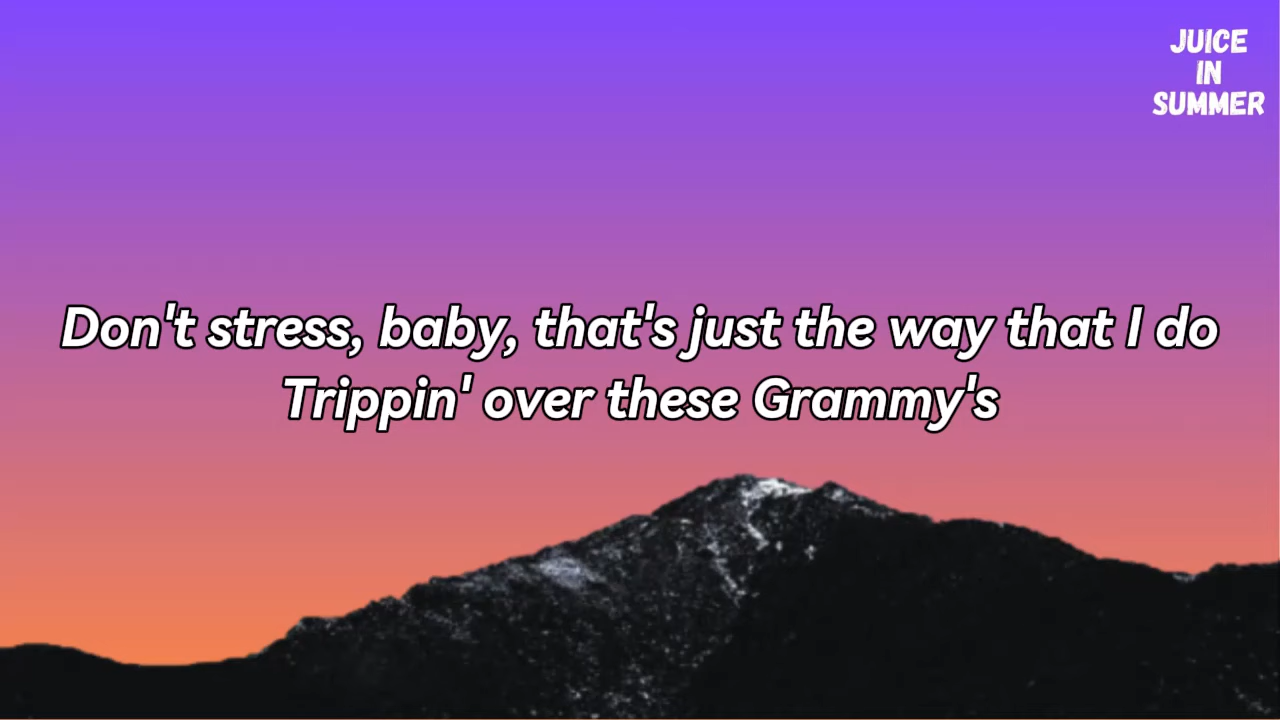 JUICE
IN
SUMMER
Don't stress, baby, that's just the way that I do
Trippin' over these Grammy's